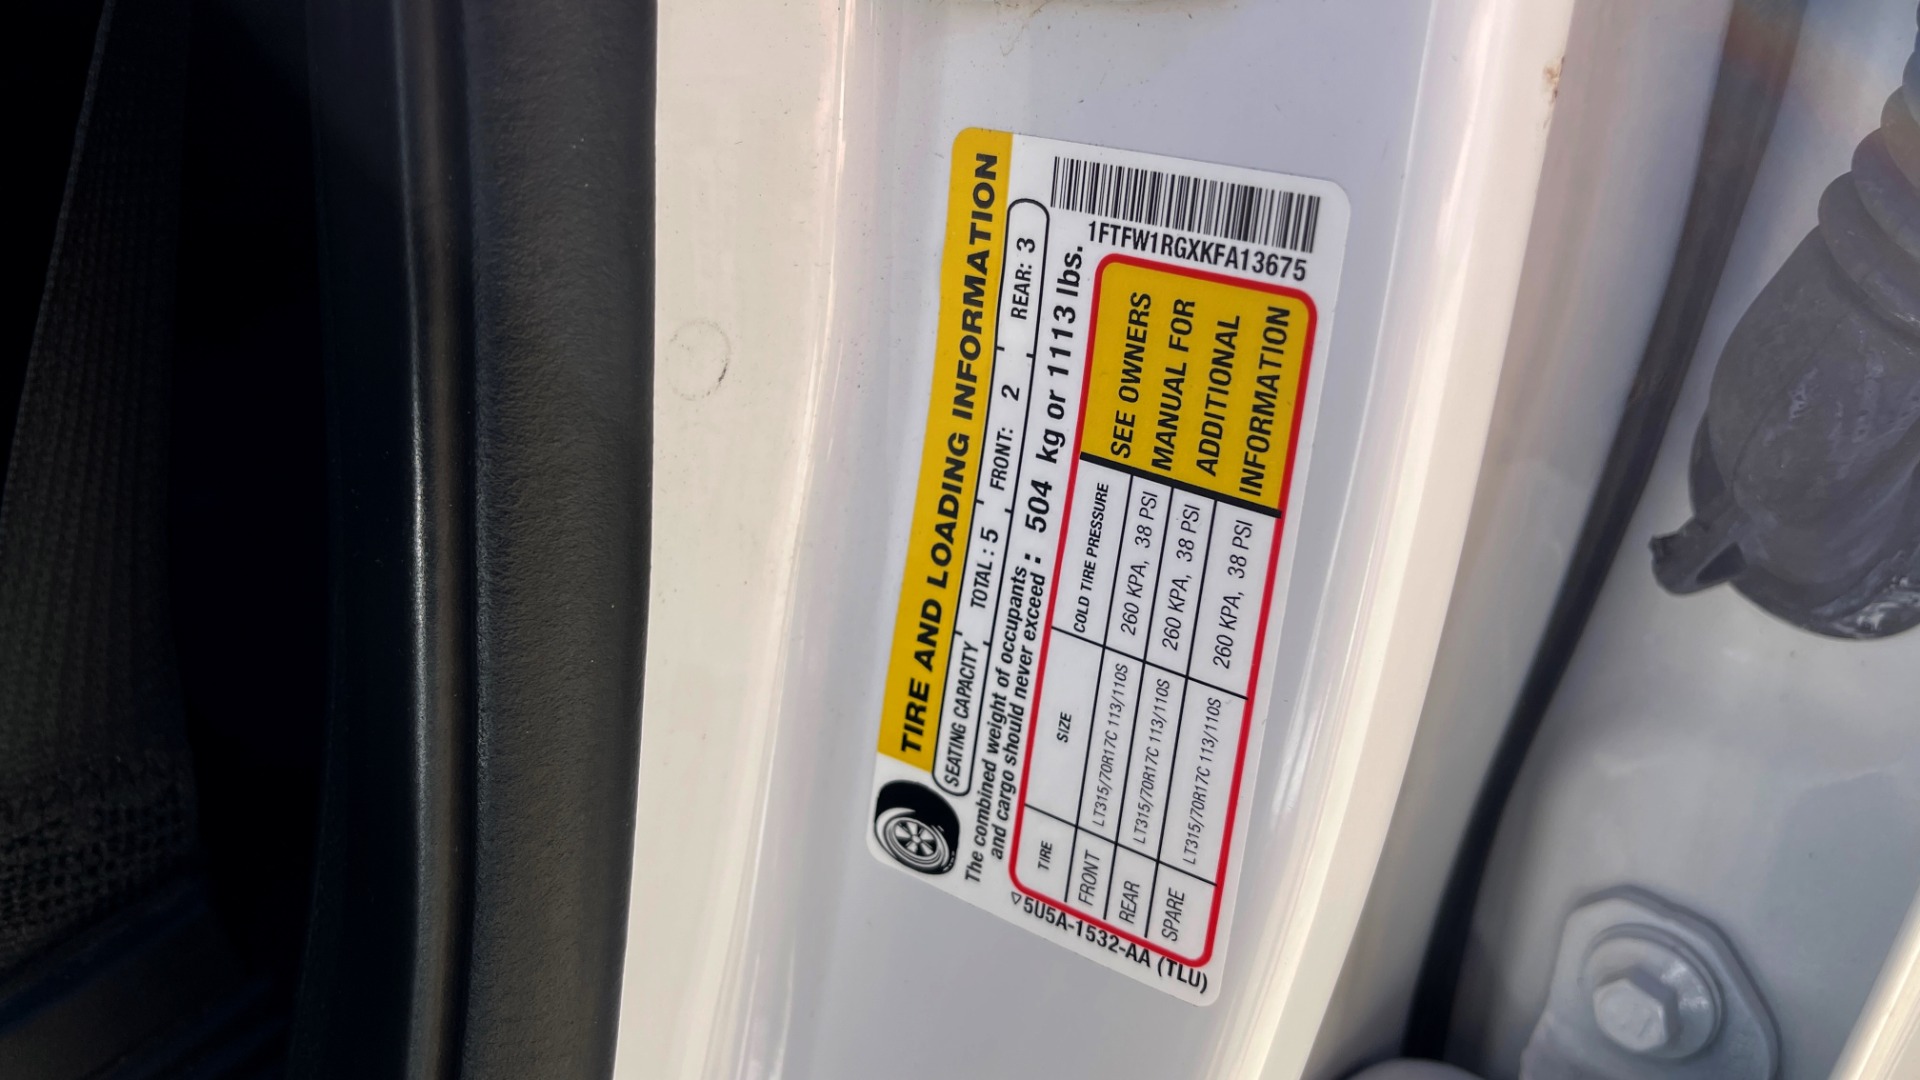 TIRE AND LOADING INFORMATION
SEATING CAPACITY TOTAL : 5 FRONT: 2 REAR: 3
The combined weight of occupants
and cargo should never exceed : 504 kg or 1113 lbs.
1FTFW1RGXKFA13675
TIRE SIZE COLD TIRE PRESSURE
FRONT LT315/70R17C 113/110S 260 KPA, 38 PSI
REAR LT315/70R17C 113/110S 260 KPA, 38 PSI
SPARE LT315/70R17C 113/110S 260 KPA, 38 PSI
SEE OWNERS
MANUAL FOR
ADDITIONAL
INFORMATION
5U5A-1532-AA (TLU)